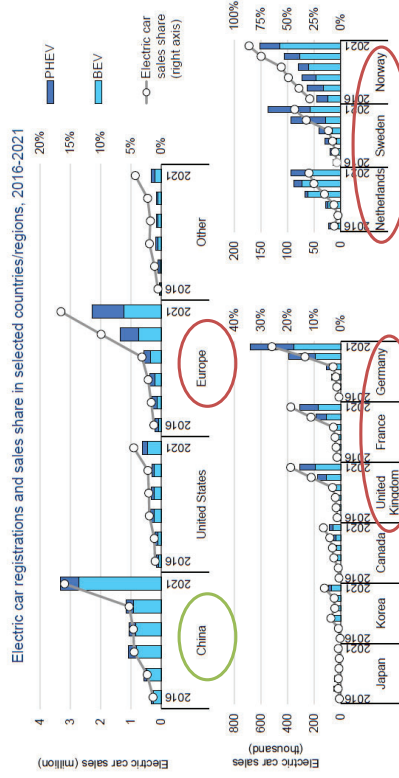 Electric car registrations and sales share in selected countries/regions, 2016-2021
Electric car sales (million)
4
3
2
1
0
20%
15%
10%
5%
0%
PHEV
BEV
Electric car
sales share
(right axis)
2016
2021
2016
2021
2016
2021
2016
2021
China
United States
Europe
Other
Electric car sales
(thousand)
800
600
400
200
0
40%
30%
20%
10%
0%
2016
2021
2016
2021
2016
2021
2016
2021
2016
2021
2016
2021
Japan
Korea
Canada
United
Kingdom
France
Germany
200
150
100
50
0
100%
75%
50%
25%
0%
2016
2021
2016
2021
2016
2021
Netherlands
Sweden
Norway